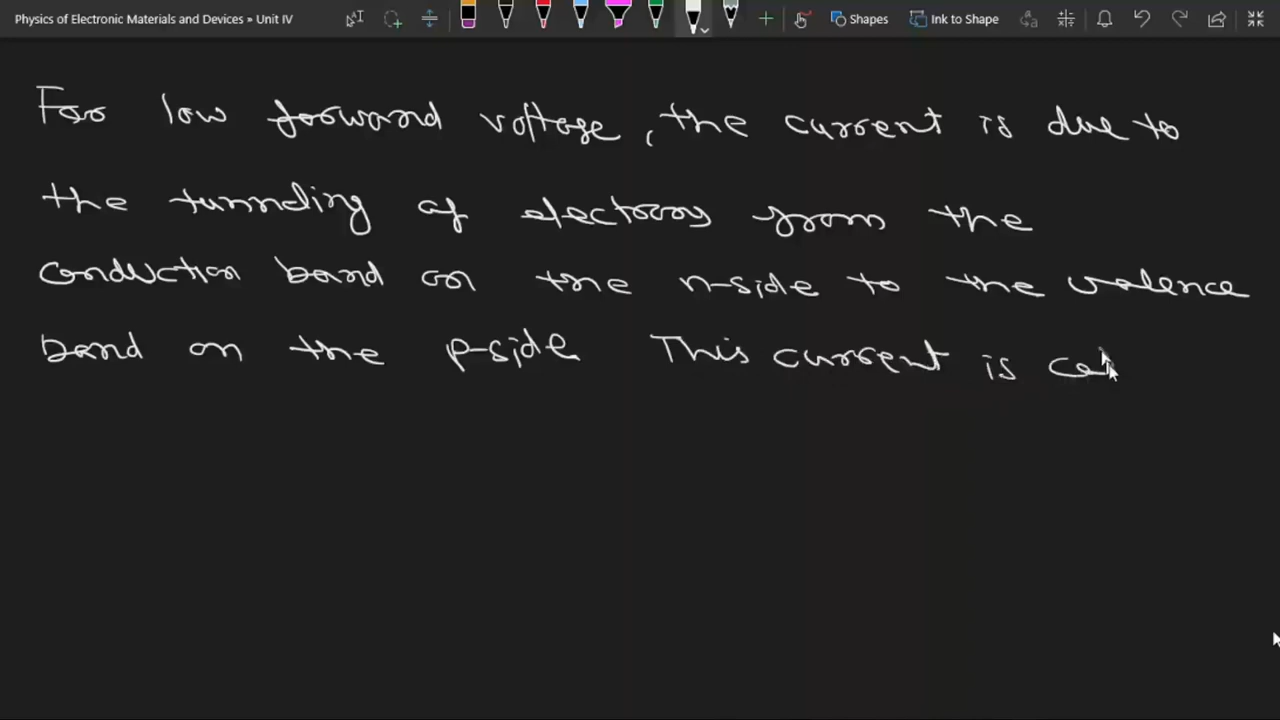 Physics of Electronic Materials and Devices » Unit IV
Shapes
Ink to Shape
For low forward voltage, the current is due to
the tunneling of electrons from the
conduction band on the n-side to the valence
band on the p-side. This current is cal